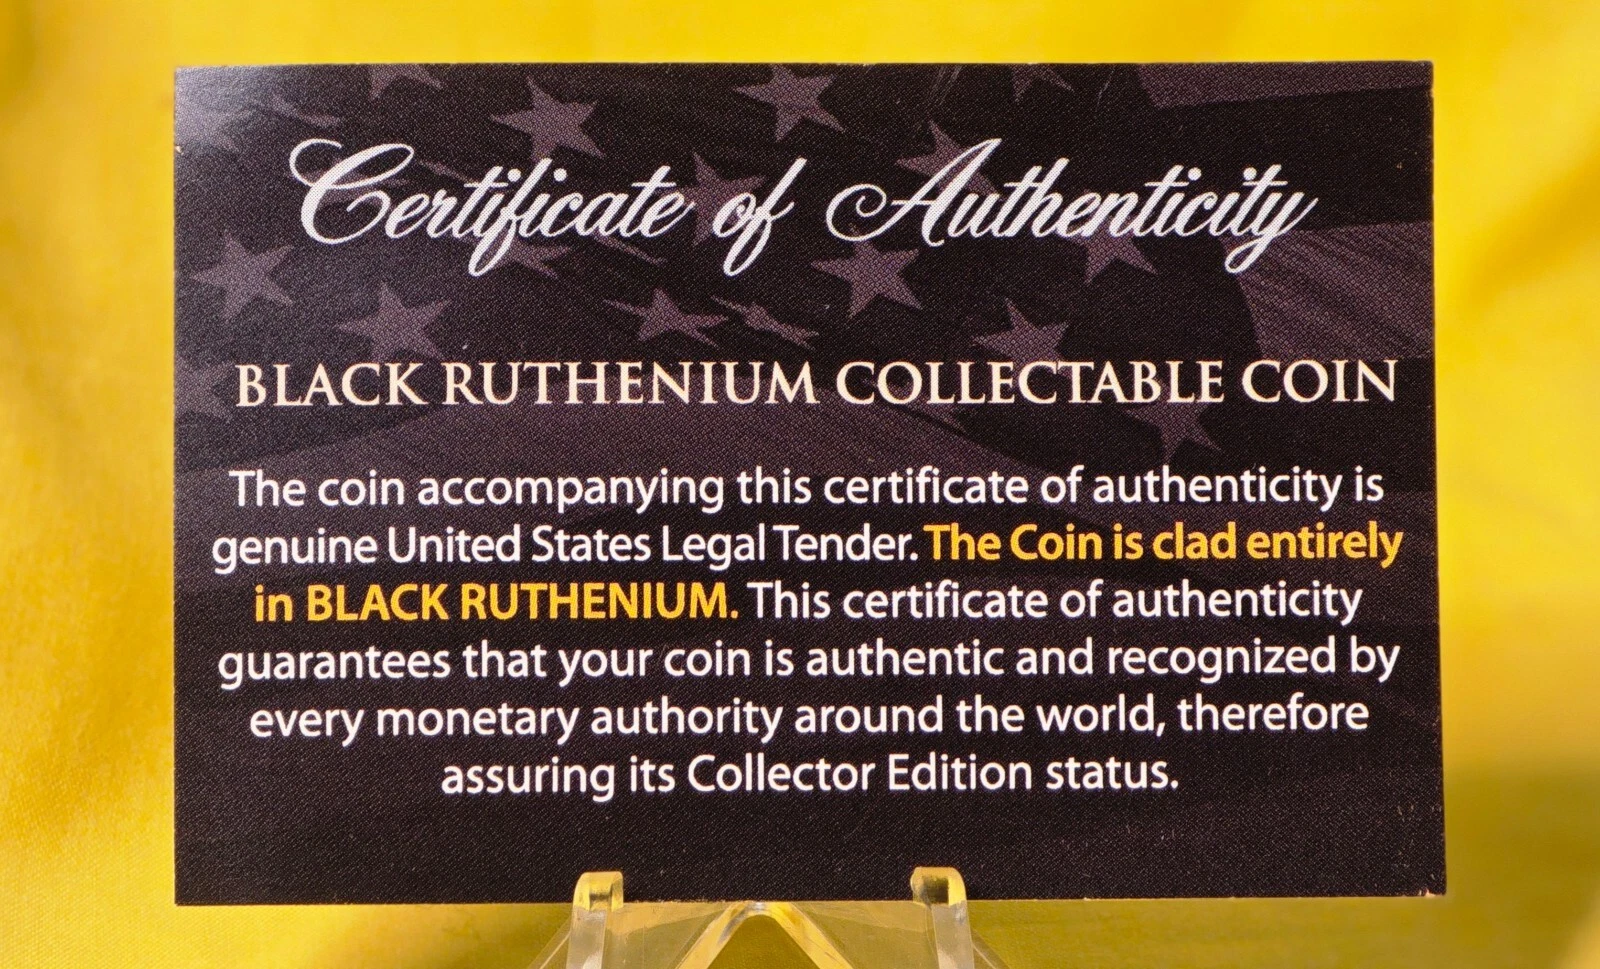 Certificate of Authenticity
BLACK RUTHENIUM COLLECTABLE COIN
The coin accompanying this certificate of authenticity is
genuine United States Legal Tender. The Coin is clad entirely
in BLACK RUTHENIUM. This certificate of authenticity
guarantees that your coin is authentic and recognized by
every monetary authority around the world, therefore
assuring its Collector Edition status.